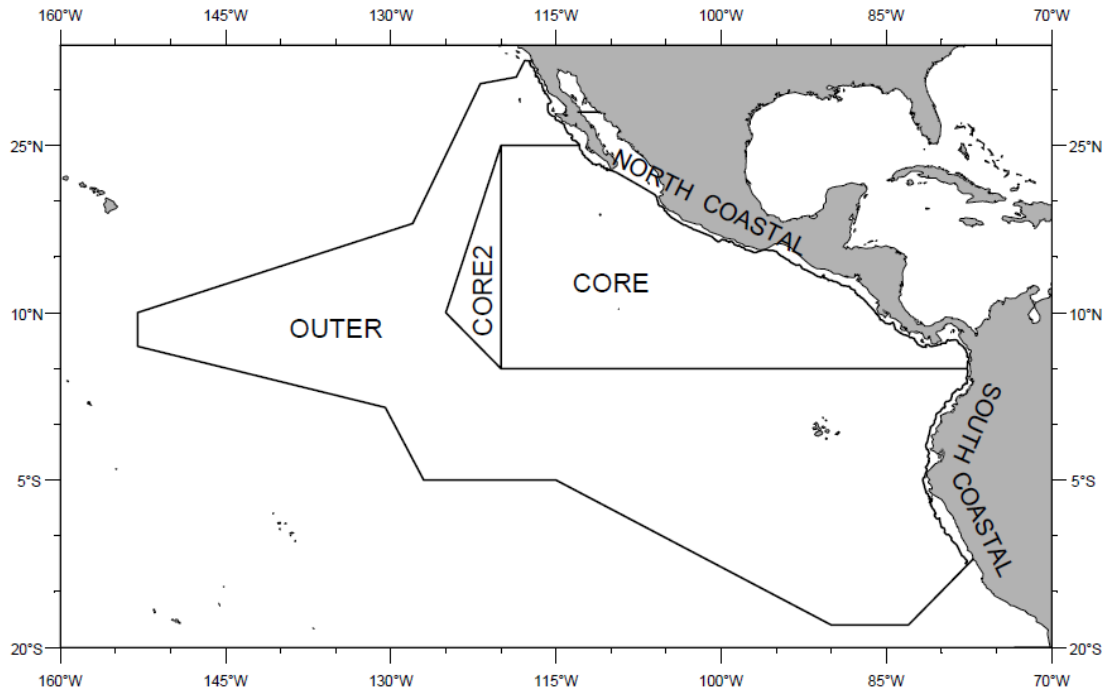 160°W 145°W 130°W 115°W 100°W 85°W 70°W
25°N 25°N
NORTH COASTAL
CORE2
CORE
10°N 10°N
OUTER
SOUTH COASTAL
5°S 5°S
20°S 20°S
160°W 145°W 130°W 115°W 100°W 85°W 70°W